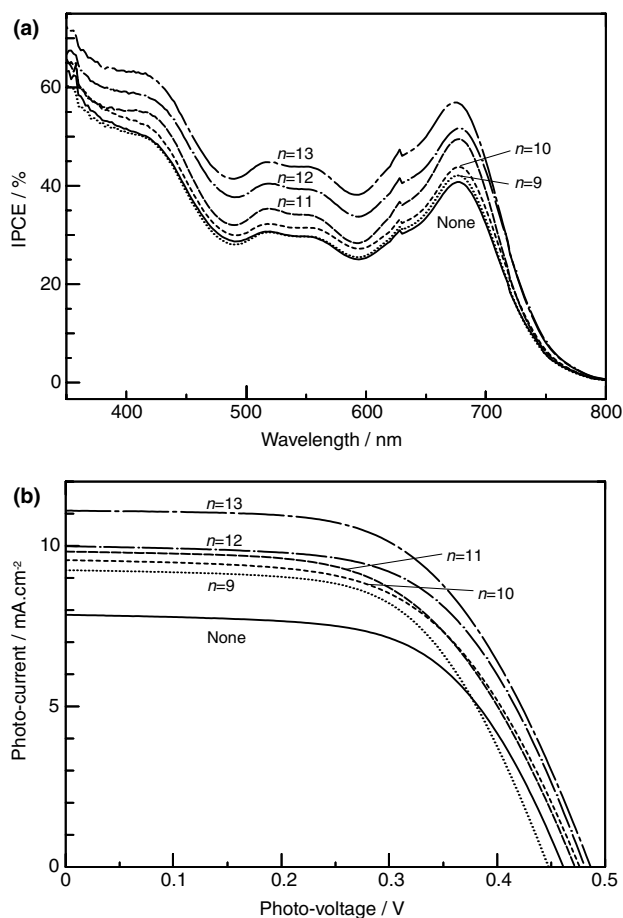 (a)
60
40
20
0
IPCE / %
n=13
n=12
n=11
n=10
n=9
None
400
500
600
700
800
Wavelength / nm
(b)
10
5
0
Photo-current / mA.cm-2
n=13
n=12
n=11
n=10
n=9
None
0
0.1
0.2
0.3
0.4
0.5
Photo-voltage / V